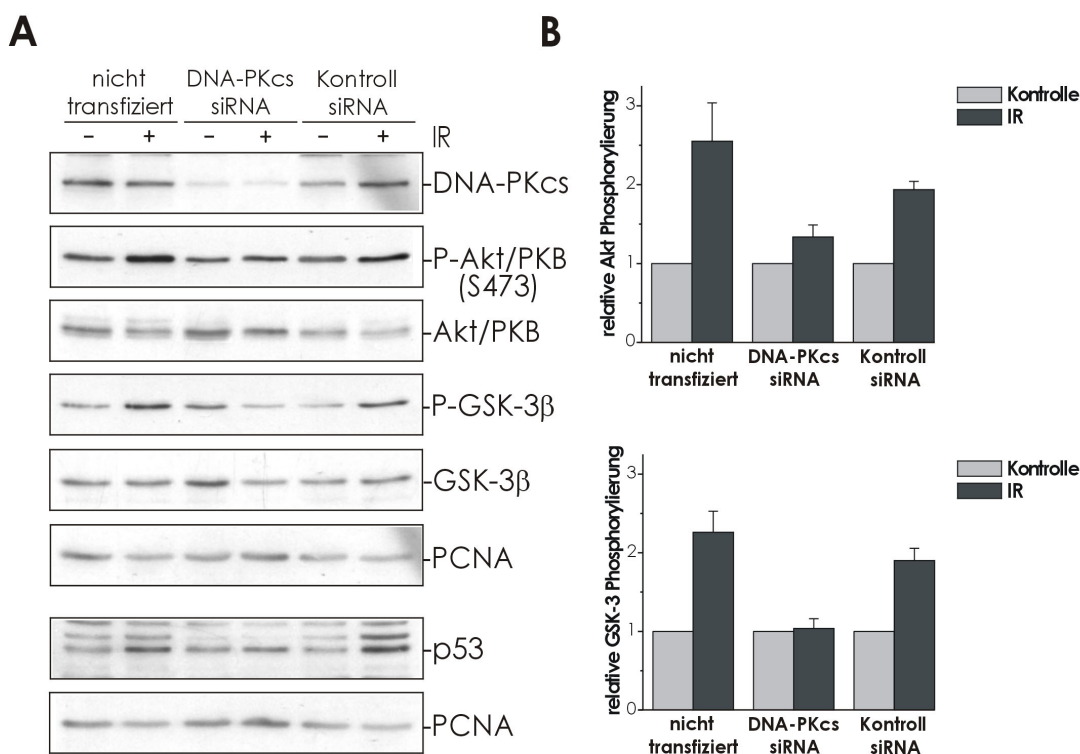 A
nicht transfiziert
DNA-PKcs siRNA
Kontroll siRNA
– + – + – + IR
DNA-PKcs
P-Akt/PKB (S473)
Akt/PKB
P-GSK-3β
GSK-3β
PCNA
p53
PCNA
B
relative Akt Phosphorylierung
3
2
1
0
nicht transfiziert
DNA-PKcs siRNA
Kontroll siRNA
Kontrolle
IR
relative GSK-3 Phosphorylierung
3
2
1
0
nicht transfiziert
DNA-PKcs siRNA
Kontroll siRNA
Kontrolle
IR